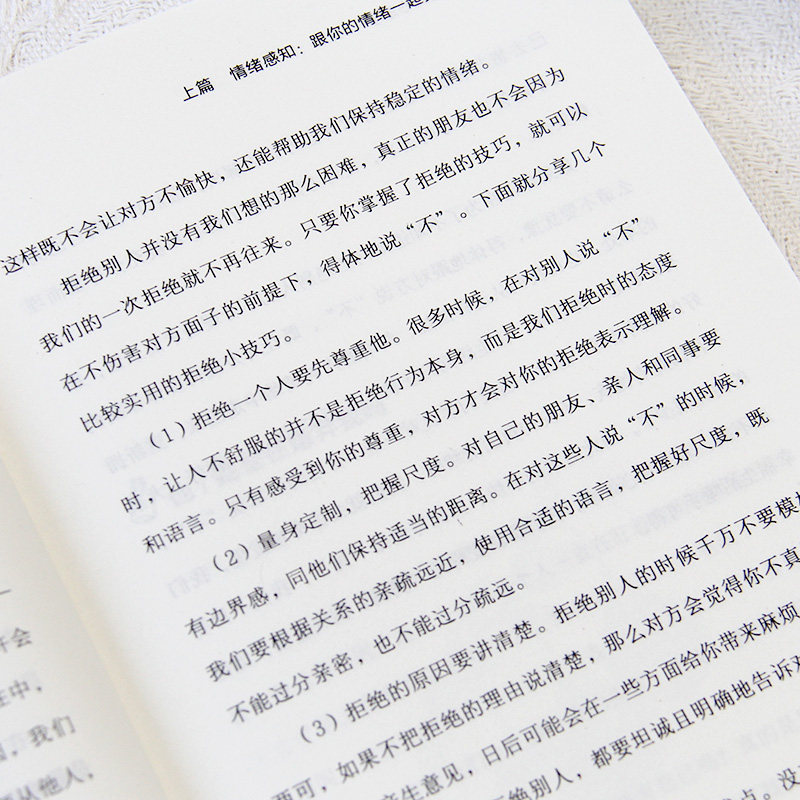 上篇 情绪感知：跟你的情绪一起
这样既不会让对方不愉快，还能帮助我们保持稳定的情绪。
拒绝别人并没有我们想的那么困难，真正的朋友也不会因为
我们的一次拒绝就不再往来。只要你掌握了拒绝的技巧，就可以
在不伤害对方面子的前提下，得体地说“不”。下面就分享几个
比较实用的拒绝小技巧。
（1）拒绝一个人要先尊重他。很多时候，在对别人说“不”
时，让人不舒服的并不是拒绝行为本身，而是我们拒绝时的态度
和语言。只有感受到你的尊重，对方才会对你的拒绝表示理解。
（2）量身定制，把握尺度。对自己的朋友、亲人和同事要
有边界感，同他们保持适当的距离。在对这些人说“不”的时候，
我们要根据关系的亲疏远近，使用合适的语言，把握好尺度，既
不能过分亲密，也不能过分疏远。
（3）拒绝的原因要讲清楚。拒绝别人的时候千万不要模棱
两可，如果不把拒绝的理由说清楚，那么对方会觉得你不真
产生意见，日后可能会在一些方面给你带来麻烦
拒绝别人，都要坦诚且明确地告诉对
点。没
会
在中，
，我们
从他人，